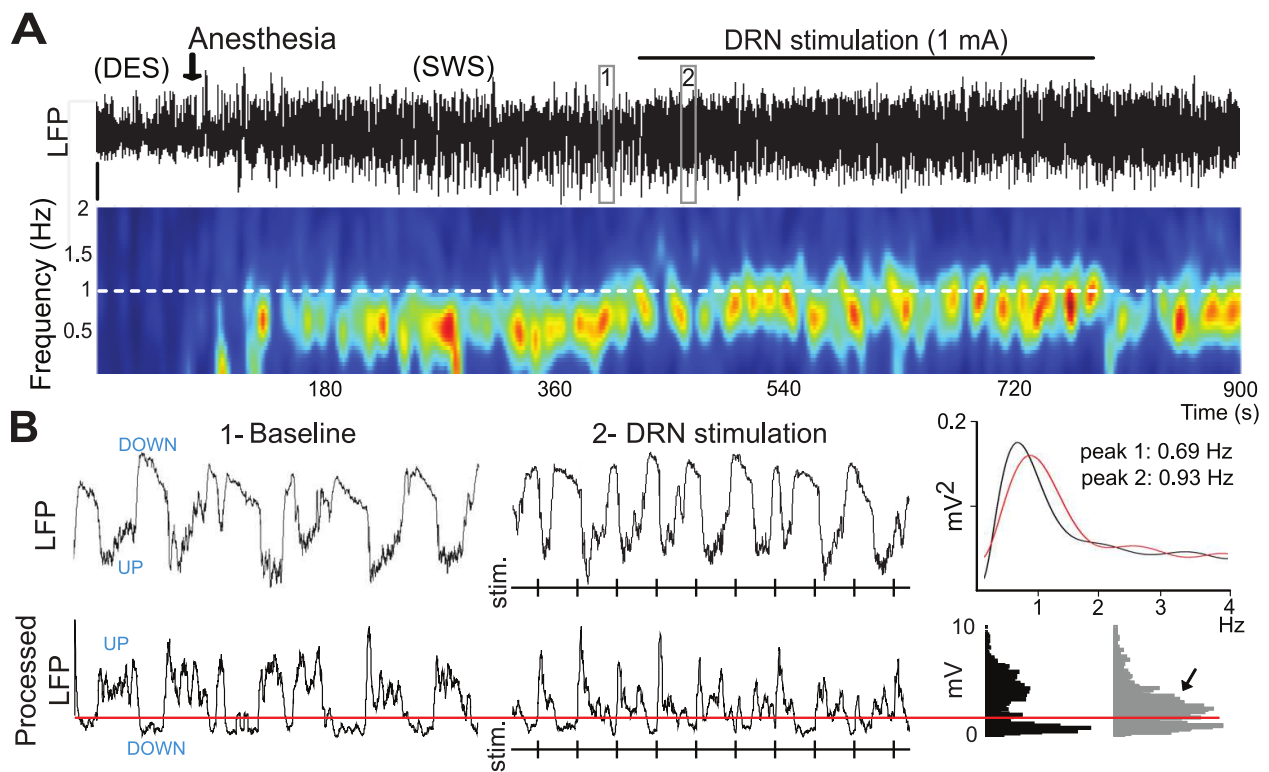 A
Anesthesia
DRN stimulation (1 mA)
(DES)
(SWS)
1
2
LFP
Frequency (Hz)
2
1.5
1
0.5
180
360
540
720
900
Time (s)
B
1- Baseline
2- DRN stimulation
DOWN
UP
LFP
stim.
0.2
mV2
peak 1: 0.69 Hz
peak 2: 0.93 Hz
1
2
3
4
Hz
Processed
LFP
UP
DOWN
stim.
10
mV
0